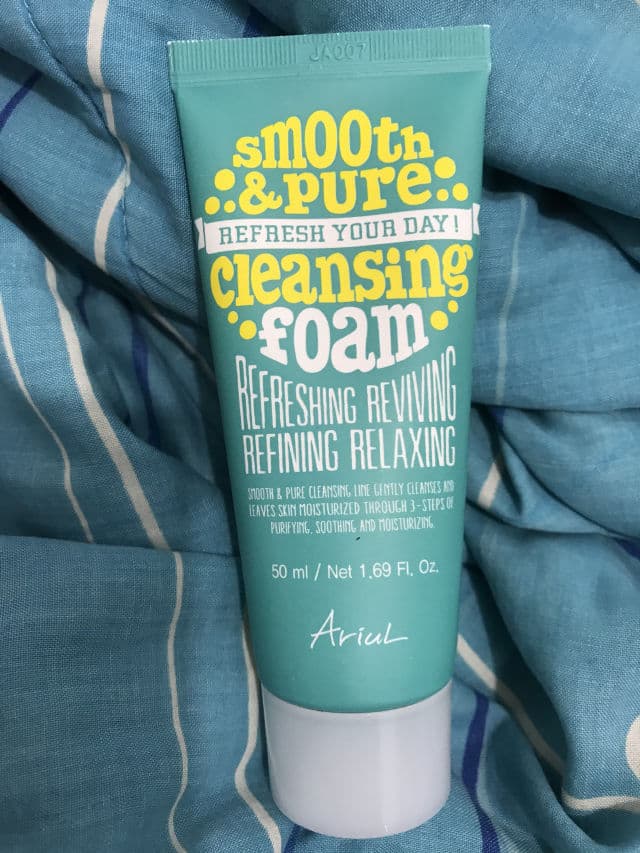 JA007
smooth
& pure
REFRESH YOUR DAY!
cleansing
foam
REFRESHING REVIVING
REFINING RELAXING
SMOOTH & PURE CLEANSING LINE GENTLY CLEANSES AND
LEAVES SKIN MOISTURIZED THROUGH 3-STEPS OF
PURIFYING, SOOTHING AND MOISTURIZING.
50 ml / Net 1.69 Fl. Oz.
Ariul